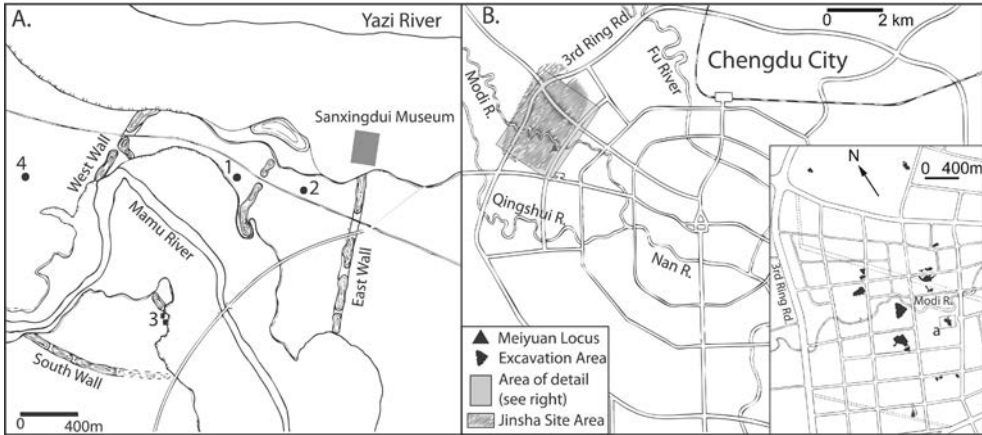 A.
Yazi River
Sanxingdui Museum
West Wall
4
1
2
Mamu River
East Wall
3
South Wall
0
400m
B.
0 2 km
3rd Ring Rd.
Fu River
Chengdu City
Modi R.
Qingshui R.
Nan R.
▲ Meiyuan Locus
Excavation Area
Area of detail
(see right)
Jinsha Site Area
N
0 400m
3rd Ring Rd.
Modi R.
a